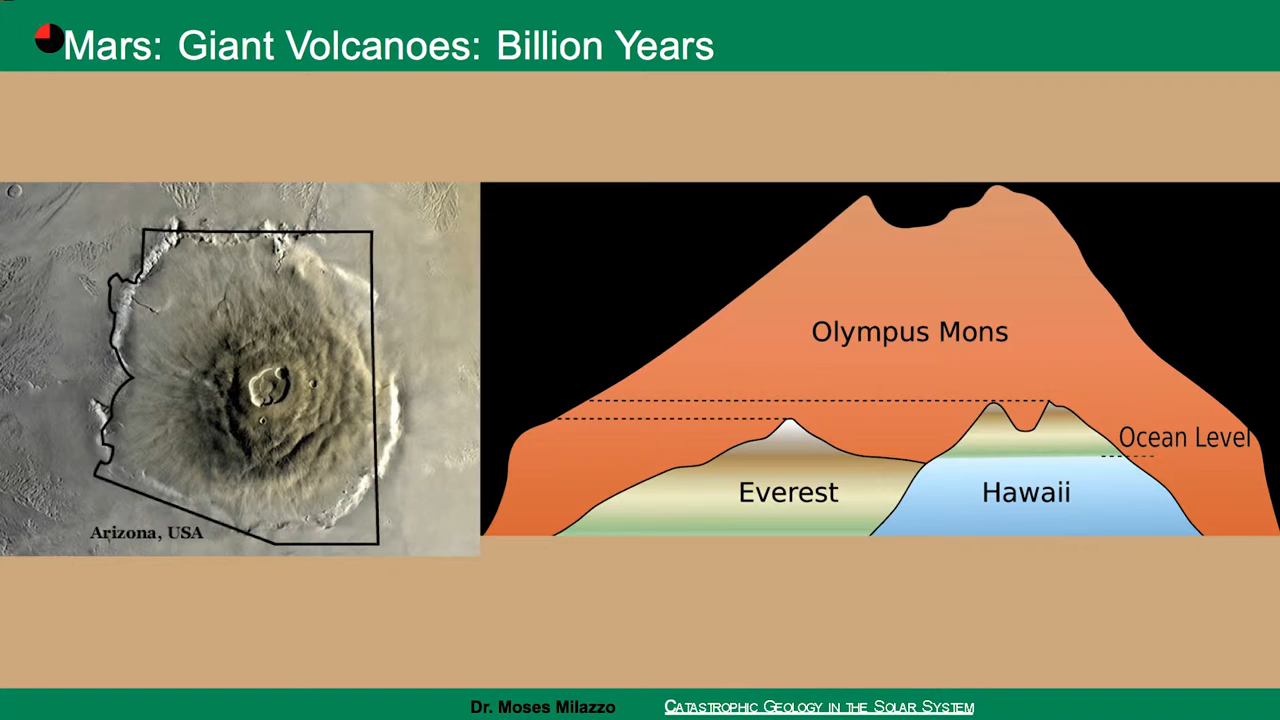 Mars: Giant Volcanoes: Billion Years
Olympus Mons
Ocean Level
Everest
Hawaii
Arizona, USA
Dr. Moses Milazzo
CATASTROPHIC GEOLOGY IN THE SOLAR SYSTEM